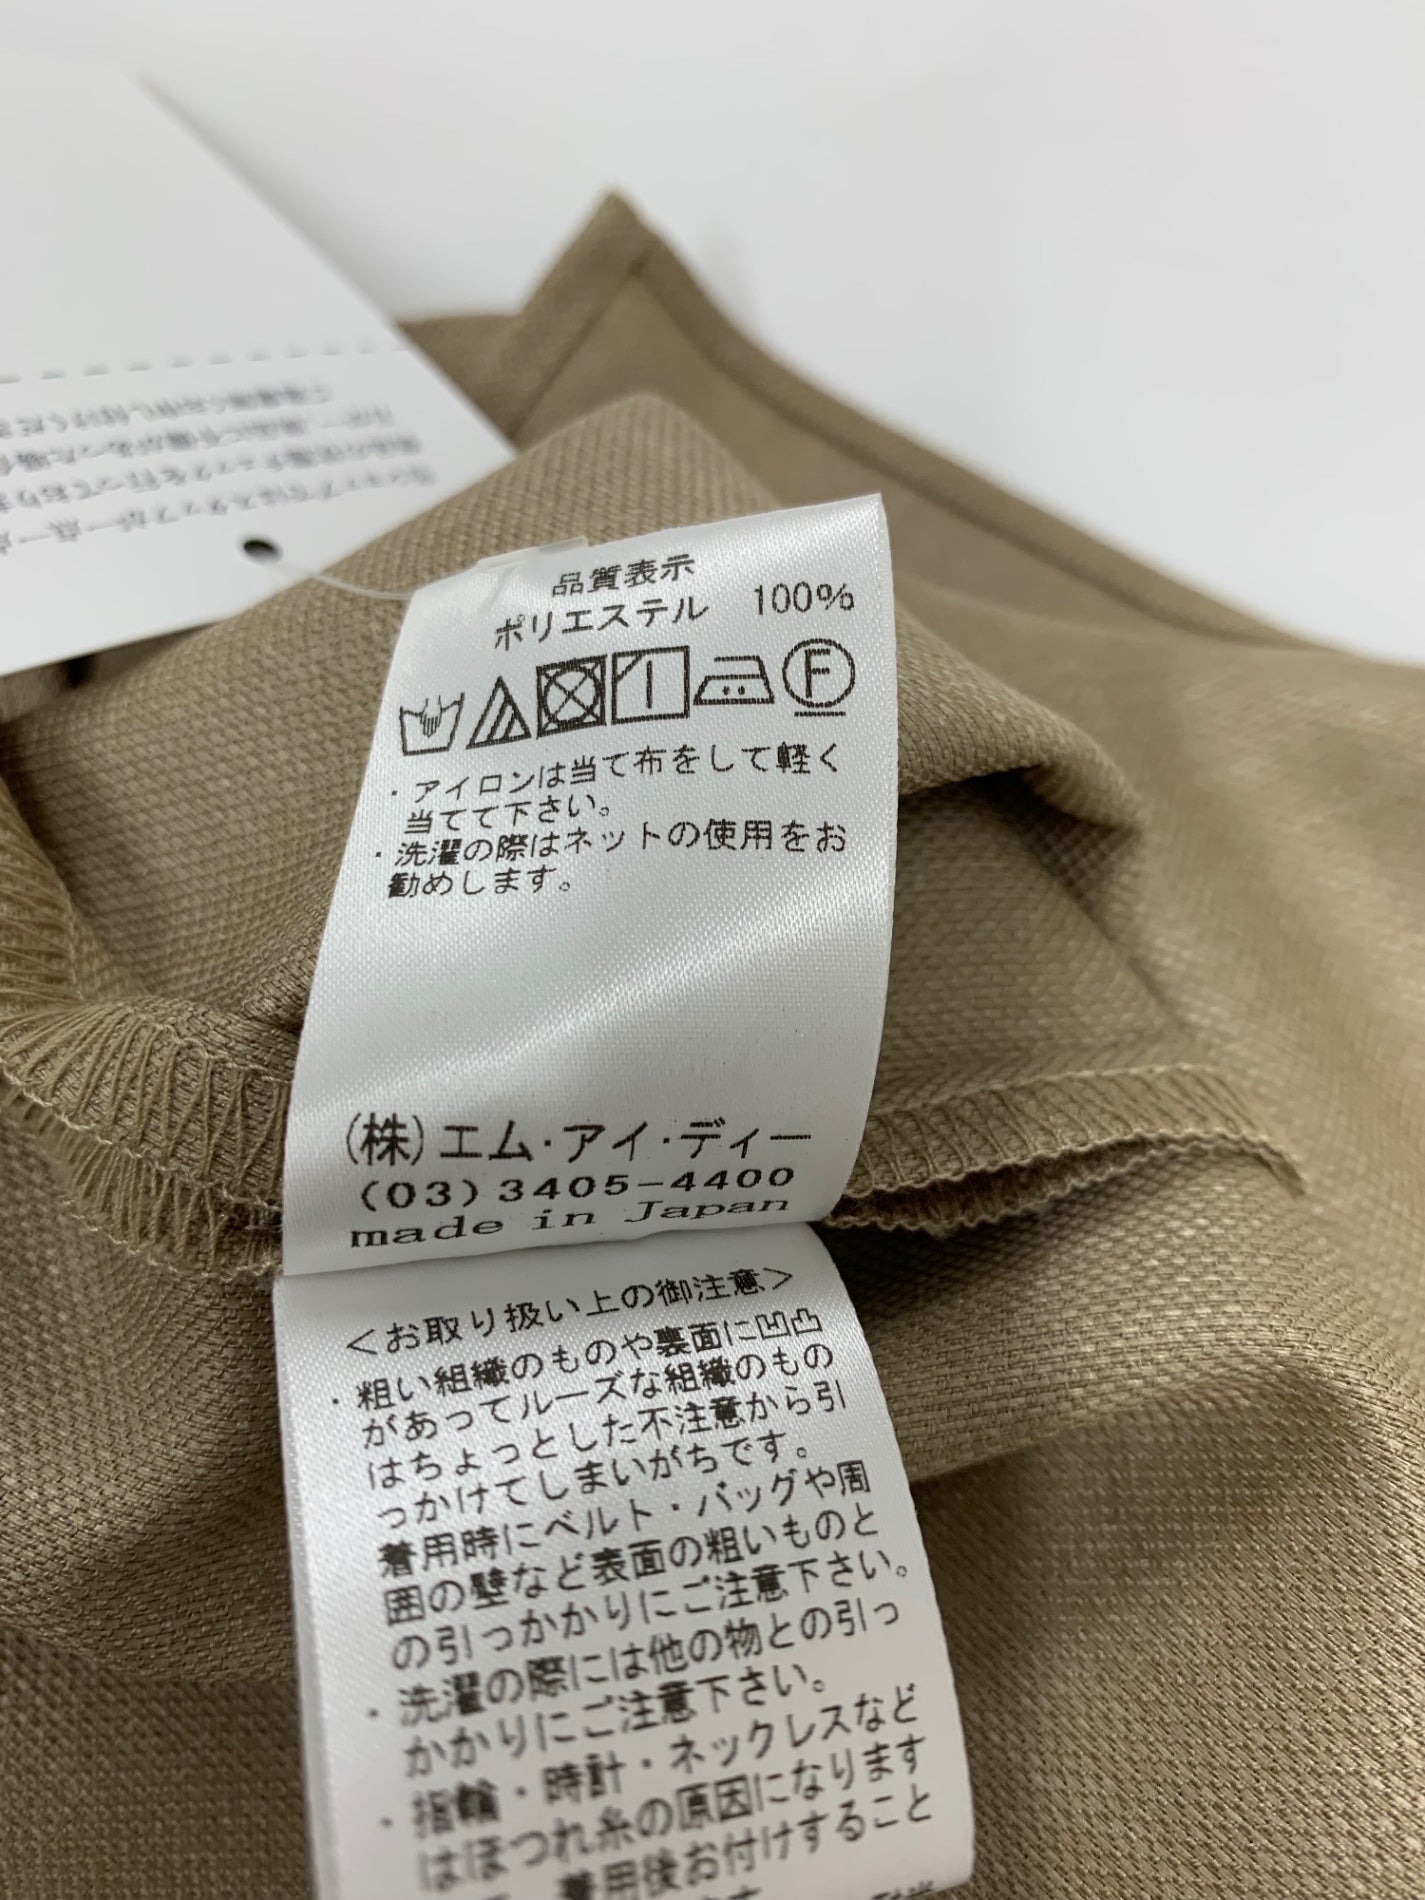 品質表示
ポリエステル 100%
F
・アイロンは当て布をして軽く
当てて下さい。
・洗濯の際はネットの使用をお
勧めします。
(株)エム・アイ・ディー
(03)3405-4400
made in Japan
<お取り扱い上の御注意>
・粗い組織のものや裏面に凹凸
があってルーズな組織のもの
はちょっとした不注意から引
っかけてしまいがちです。
着用時にベルト・バッグや周
囲の壁など表面の粗いものと
の引っかかりにご注意下さい。
・洗濯の際には他の物との引っ
かかりにご注意下さい。
・指輪・時計・ネックレスなど
はほつれ糸の原因になります
着用後お付けすること